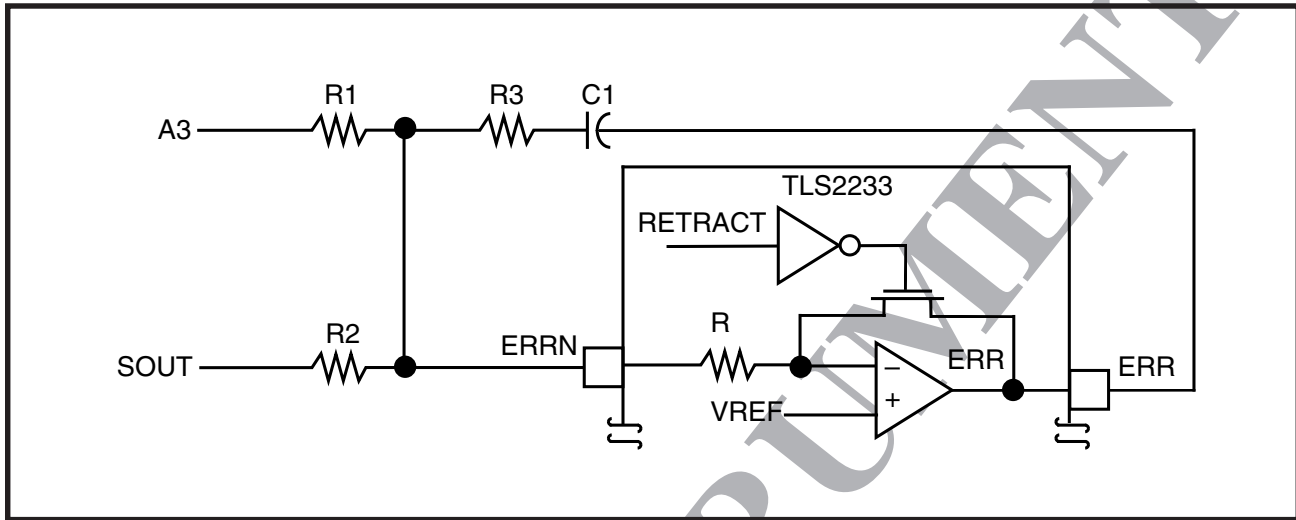 R1
R3
C1
A3
TLS2233
RETRACT
R2
R
ERRN
ERR
ERR
SOUT
VREF
−
+